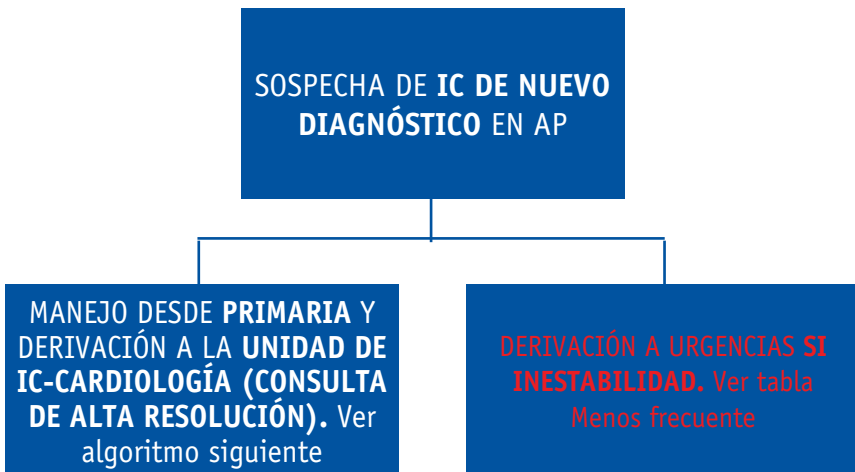 SOSPECHA DE IC DE NUEVO
DIAGNÓSTICO EN AP
MANEJO DESDE PRIMARIA Y
DERIVACIÓN A LA UNIDAD DE
IC-CARDIOLOGÍA (CONSULTA
DE ALTA RESOLUCIÓN). Ver
algoritmo siguiente
DERIVACIÓN A URGENCIAS SI
INESTABILIDAD. Ver tabla
Menos frecuente